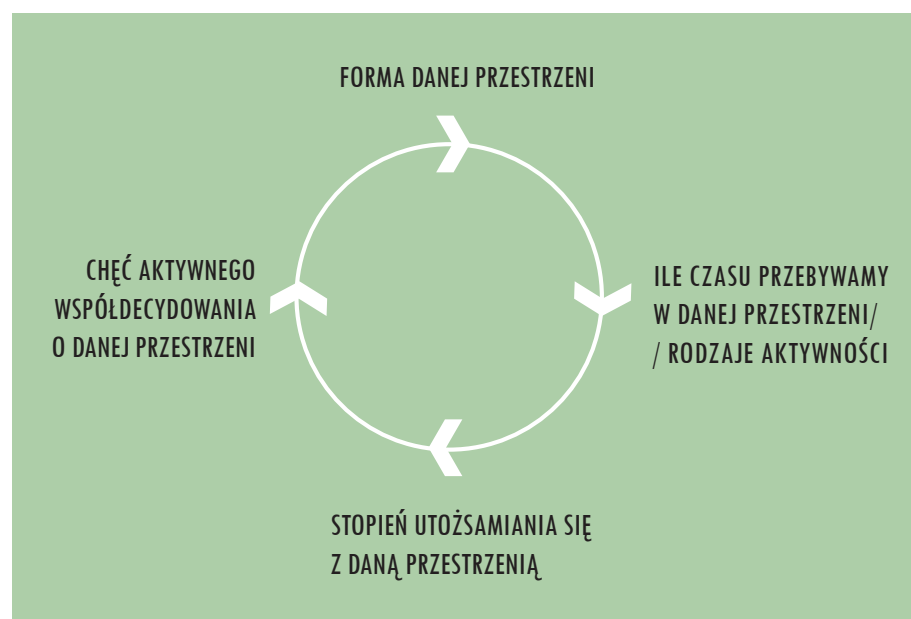 FORMA DANEJ PRZESTRZENI
CHĘĆ AKTYWNEGO
WSPÓŁDECYDOWANIA
O DANEJ PRZESTRZENI
ILE CZASU PRZEBYWAMY
W DANEJ PRZESTRZENI/
/ RODZAJE AKTYWNOŚCI
STOPIEŃ UTOŻSAMIANIA SIĘ
Z DANĄ PRZESTRZENIĄ